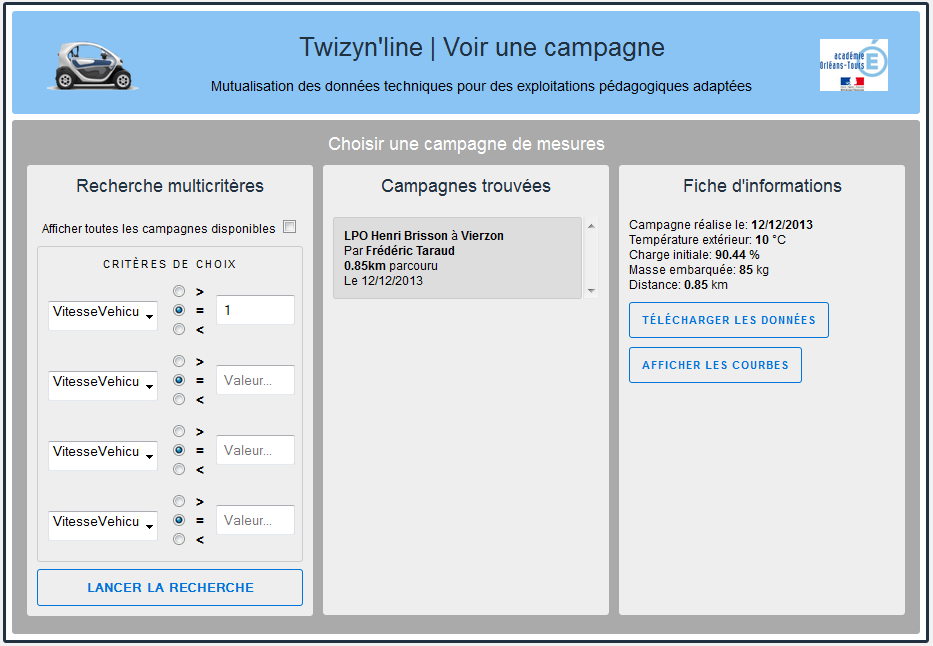 Twizyn'line | Voir une campagne
Mutualisation des données techniques pour des exploitations pédagogiques adaptées
académie
Orléans-Tours
É
Choisir une campagne de mesures
Recherche multicritères
Afficher toutes les campagnes disponibles
CRITÈRES DE CHOIX
>
VitesseVehicu = 1
<
>
VitesseVehicu = Valeur...
<
>
VitesseVehicu = Valeur...
<
>
VitesseVehicu = Valeur...
<
LANCER LA RECHERCHE
Campagnes trouvées
LPO Henri Brisson à Vierzon
Par Frédéric Taraud
0.85km parcouru
Le 12/12/2013
Fiche d'informations
Campagne réalise le: 12/12/2013
Température extérieur: 10 °C
Charge initiale: 90.44 %
Masse embarquée: 85 kg
Distance: 0.85 km
TÉLÉCHARGER LES DONNÉES
AFFICHER LES COURBES